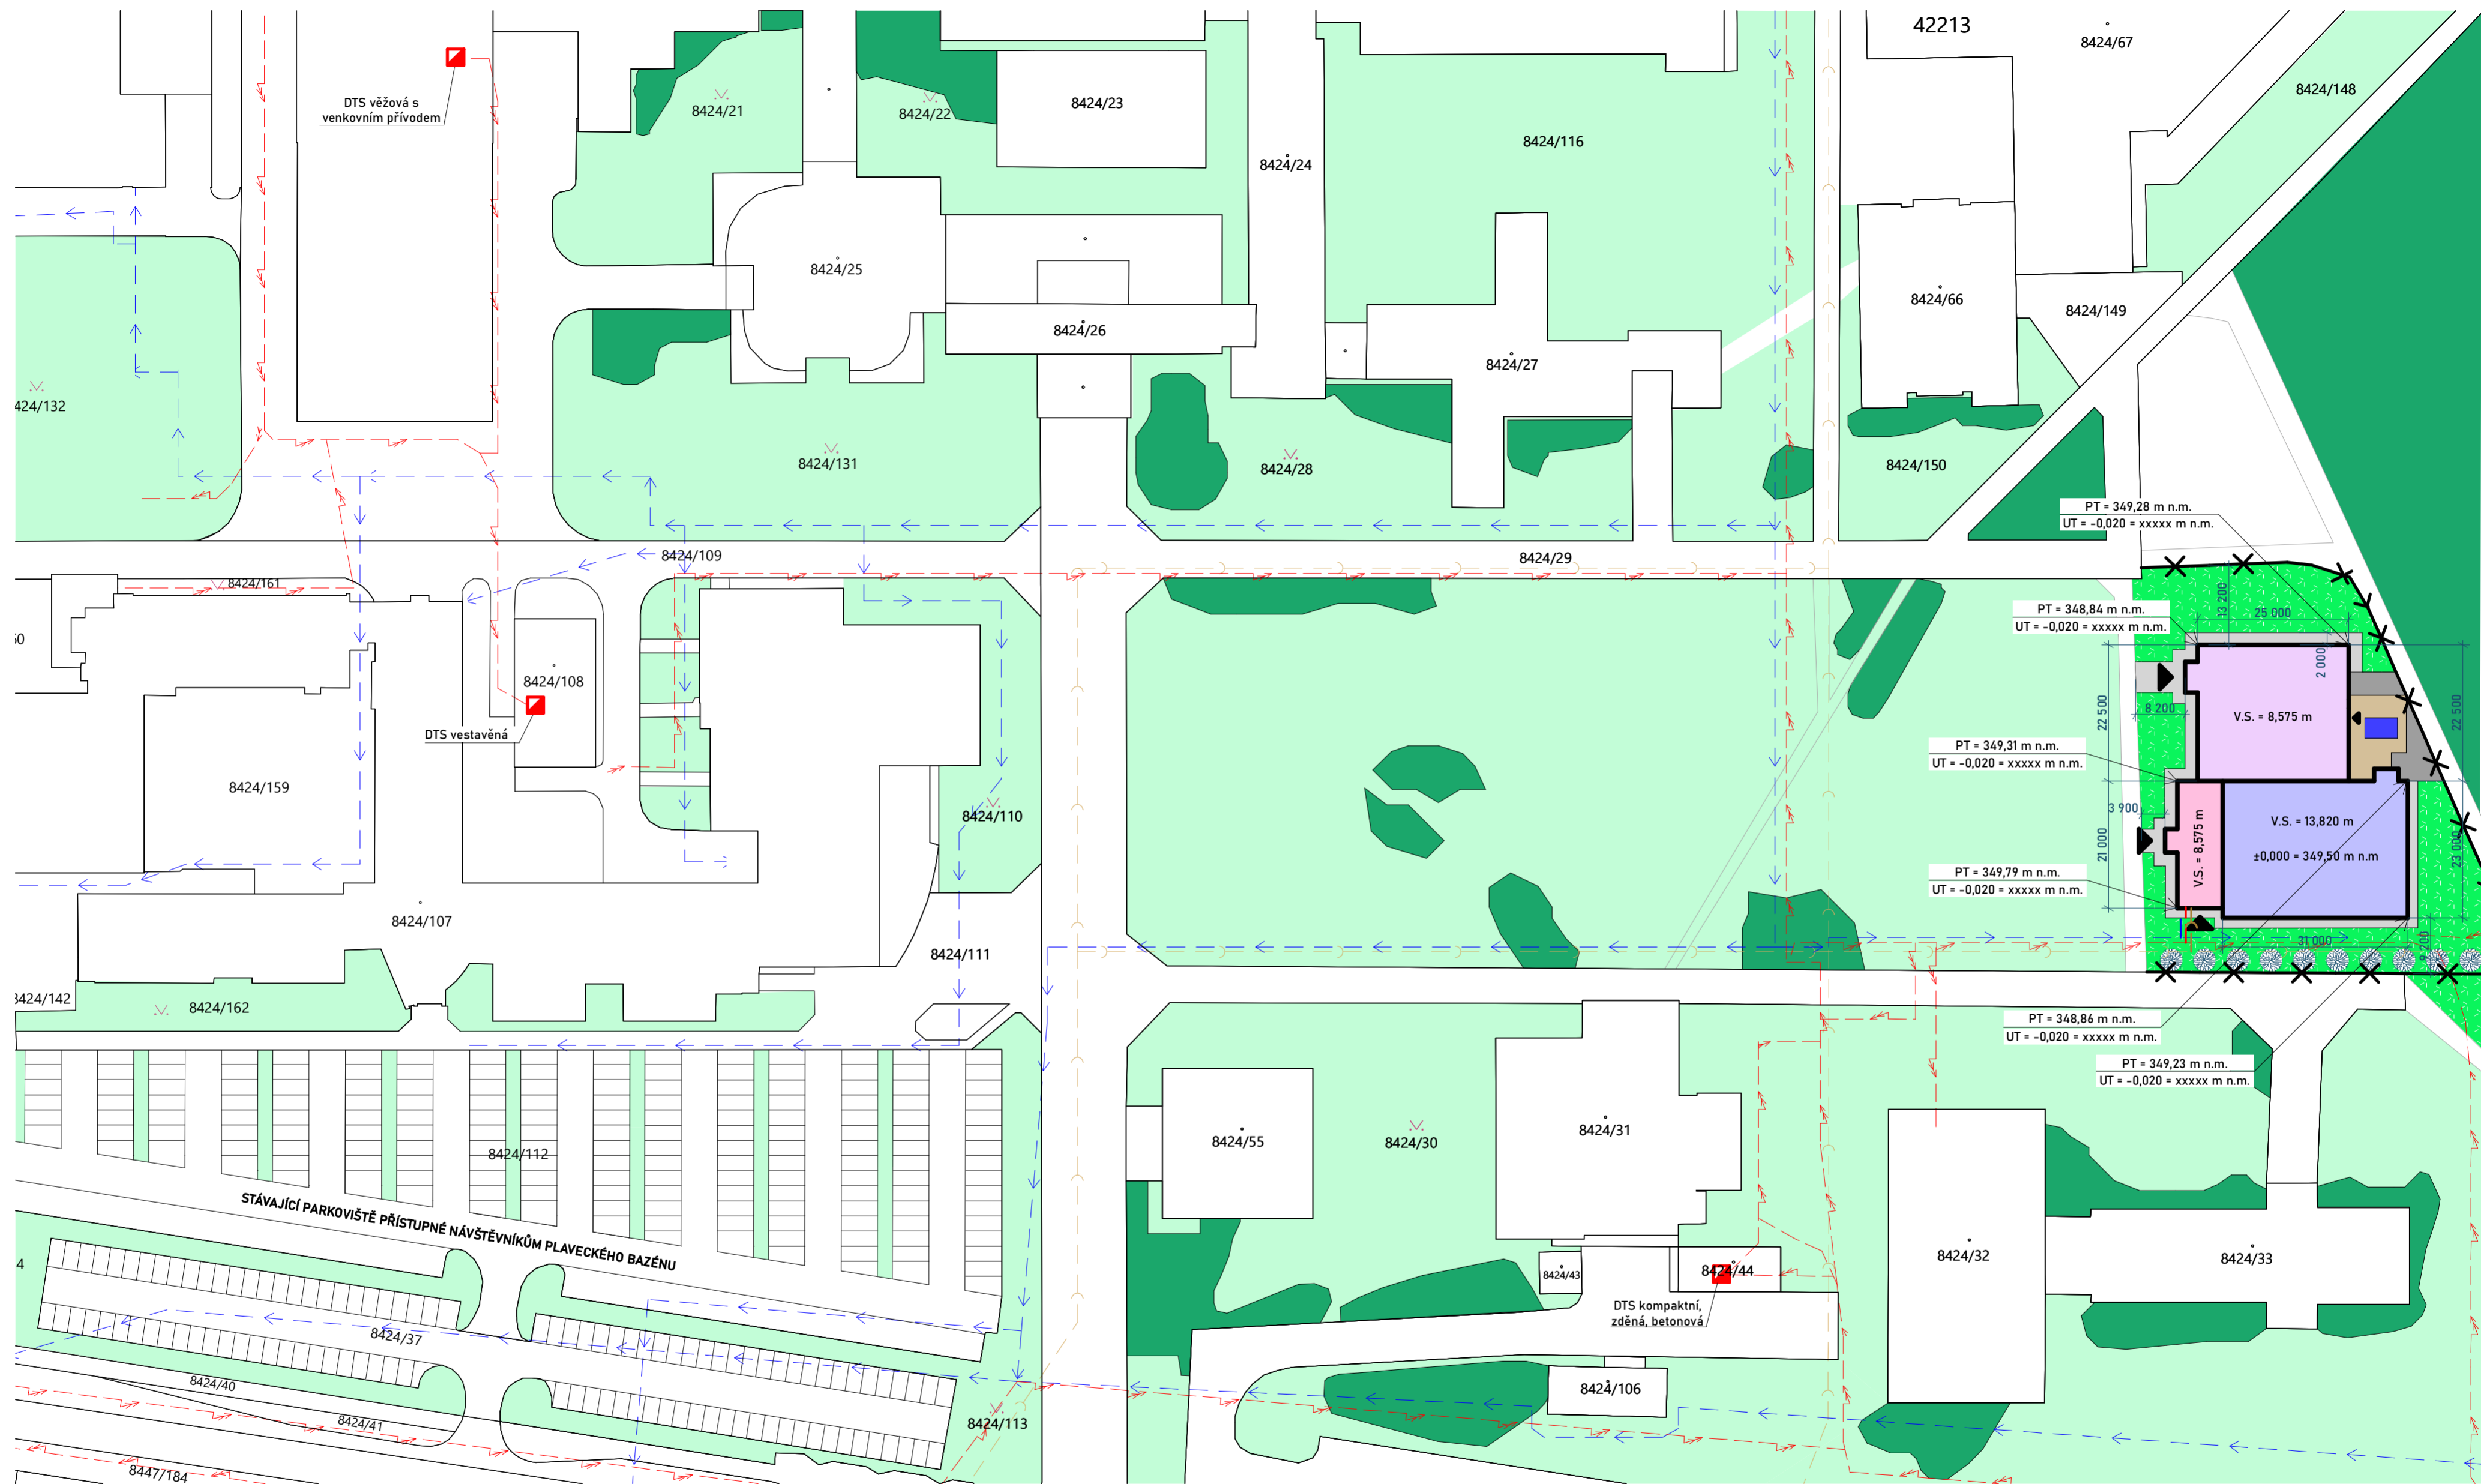 42213
8424/67
8424/148
DTS věžová s
venkovním přívodem
8424/21
8424/22
8424/23
8424/24
8424/116
8424/25
8424/26
8424/27
8424/66
8424/149
424/132
8424/131
8424/28
8424/150
PT = 349,28 m n.m.
UT = -0,020 = xxxxx m n.m.
8424/109
8424/29
8424/161
PT = 348,84 m n.m.
UT = -0,020 = xxxxx m n.m.
13 200
25 000
2 000
8424/108
DTS vestavěná
8 200
22 500
22 500
V.S. = 8,575 m
PT = 349,31 m n.m.
UT = -0,020 = xxxxx m n.m.
8424/159
8424/110
3 900
21 000
V.S. = 8,575 m
V.S. = 13,820 m
±0,000 = 349,50 m n.m
23 000
PT = 349,79 m n.m.
UT = -0,020 = xxxxx m n.m.
8424/107
8424/111
31 000
9 200
8424/142
8424/162
PT = 348,86 m n.m.
UT = -0,020 = xxxxx m n.m.
PT = 349,23 m n.m.
UT = -0,020 = xxxxx m n.m.
8424/112
8424/55
8424/30
8424/31
STÁVAJÍCÍ PARKOVIŠTĚ PŘÍSTUPNÉ NÁVŠTĚVNÍKŮM PLAVECKÉHO BAZÉNU
4
8424/32
8424/33
8424/43
8424/44
DTS kompaktní,
zděná, betonová
8424/37
8424/40
8424/41
8424/106
8424/113
8447/184